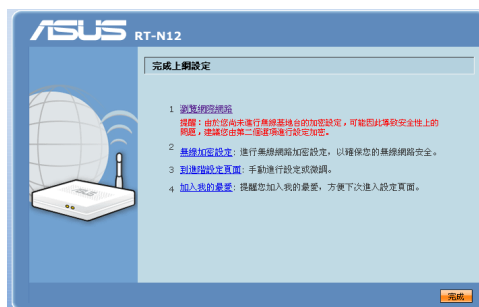 ASUS RT-N12
完成上網設定
1 瀏覽網際網路
提醒：由於您尚未進行無線基地台的加密設定，可能因此導致安全性上的
問題，建議您由第二個選項進行設定加密。
2 無線加密設定: 進行無線網路加密設定，以確保您的無線網路安全。
3 到進階設定頁面: 手動進行設定或微調。
4 加入我的最愛: 提醒您加入我的最愛，方便下次進入設定頁面。
完成